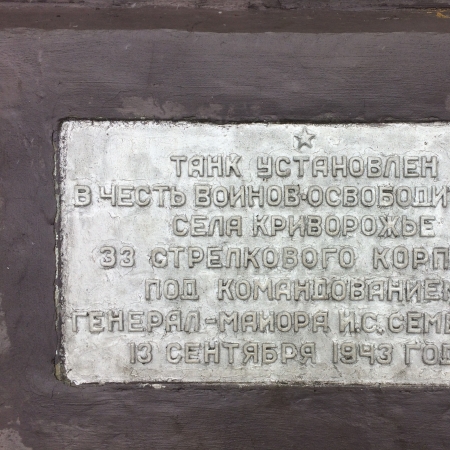 ТАНК УСТАНОВЛЕН
В ЧЕСТЬ ВОИНОВ-ОСВОБОДИТ
СЕЛА КРИВОРОЖЬЕ
33 СТРЕЛКОВОГО КОРП
ПОД КОМАНДОВАНИЕМ
ГЕНЕРАЛ-МАЙОРА И.С. СЕМ
13 СЕНТЯБРЯ 1943 ГОД